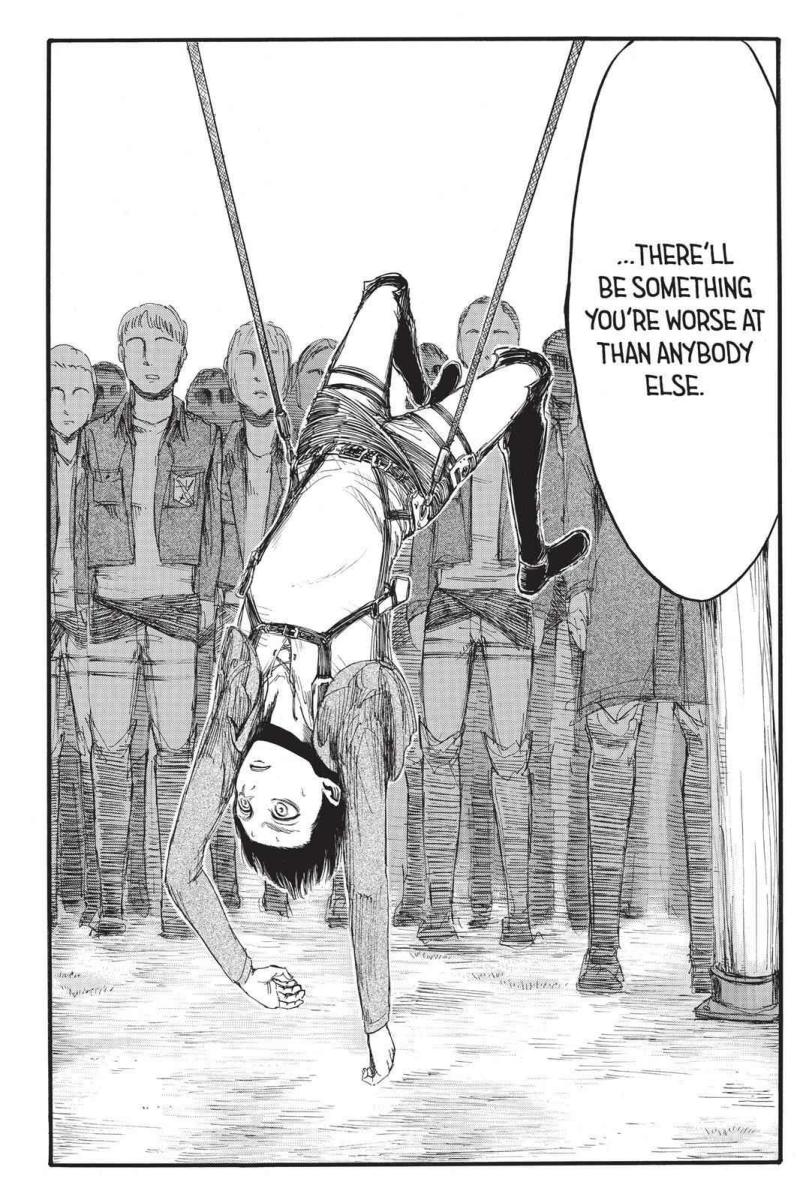 ...THERE'LL
BE SOMETHING
YOU'RE WORSE AT
THAN ANYBODY
ELSE.